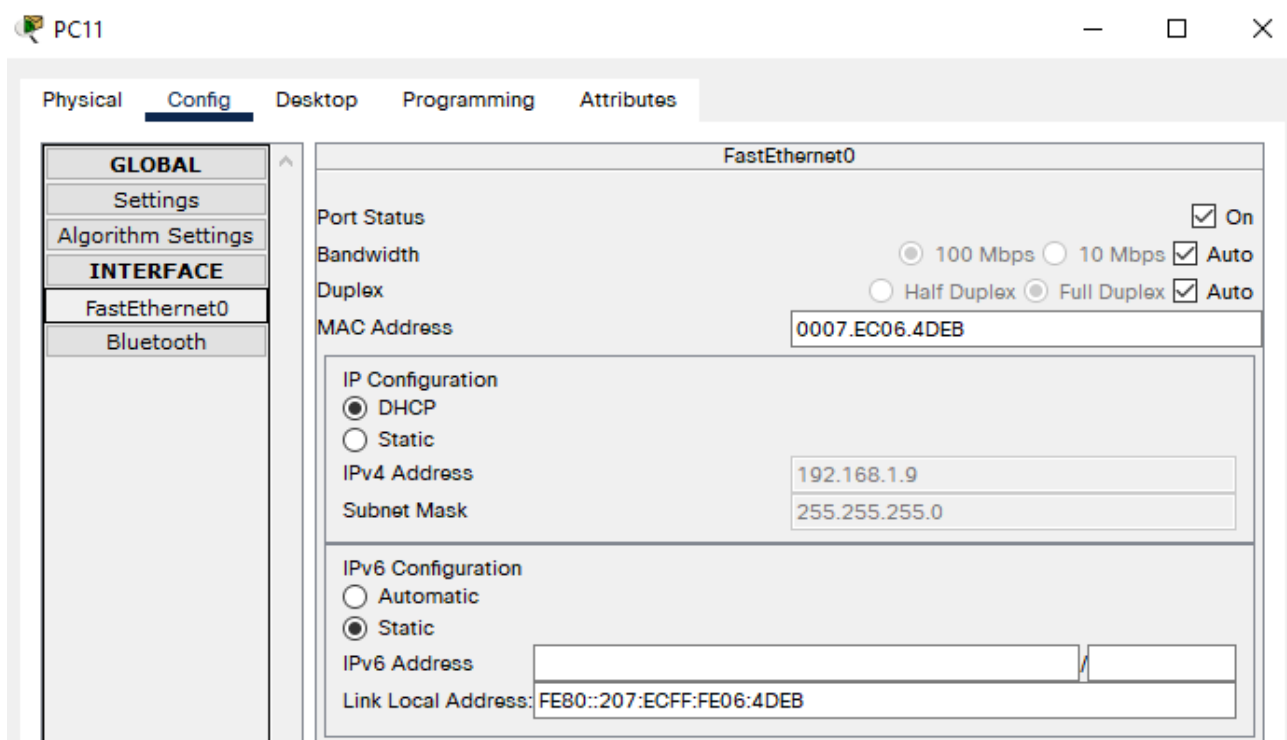 PC11
Physical Config Desktop Programming Attributes
GLOBAL
Settings
Algorithm Settings
INTERFACE
FastEthernet0
Bluetooth
FastEthernet0
Port Status On
Bandwidth 100 Mbps 10 Mbps Auto
Duplex Half Duplex Full Duplex Auto
MAC Address 0007.EC06.4DEB
IP Configuration
DHCP
Static
IPv4 Address 192.168.1.9
Subnet Mask 255.255.255.0
IPv6 Configuration
Automatic
Static
IPv6 Address /
Link Local Address: FE80::207:ECFF:FE06:4DEB